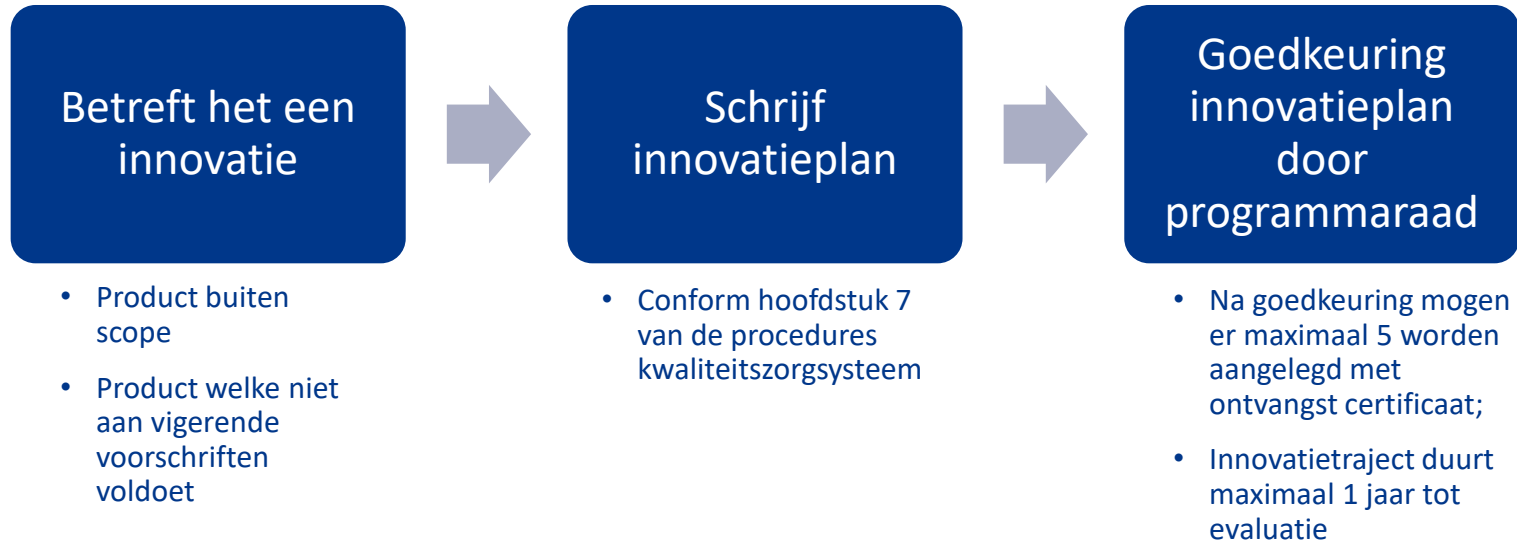 Betreft het een
innovatie
• Product buiten
scope
• Product welke niet
aan vigerende
voorschriften
voldoet
Schrijf
innovatieplan
• Conform hoofdstuk 7
van de procedures
kwaliteitszorgsysteem
Goedkeuring
innovatieplan
door
programmaraad
• Na goedkeuring mogen
er maximaal 5 worden
aangelegd met
ontvangst certificaat;
• Innovatietraject duurt
maximaal 1 jaar tot
evaluatie